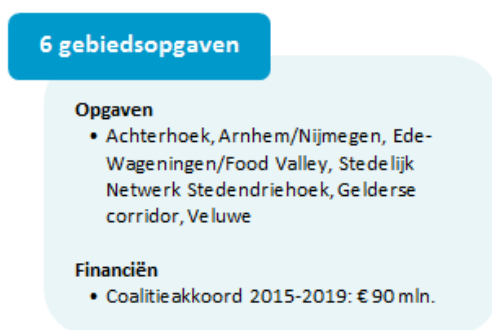 6 gebiedsopgaven
Opgaven
• Achterhoek, Arnhem/Nijmegen, Ede-
Wageningen/Food Valley, Stedelijk
Netwerk Stedendriehoek, Gelderse
corridor, Veluwe
Financiën
• Coalitieakkoord 2015-2019: € 90 mln.